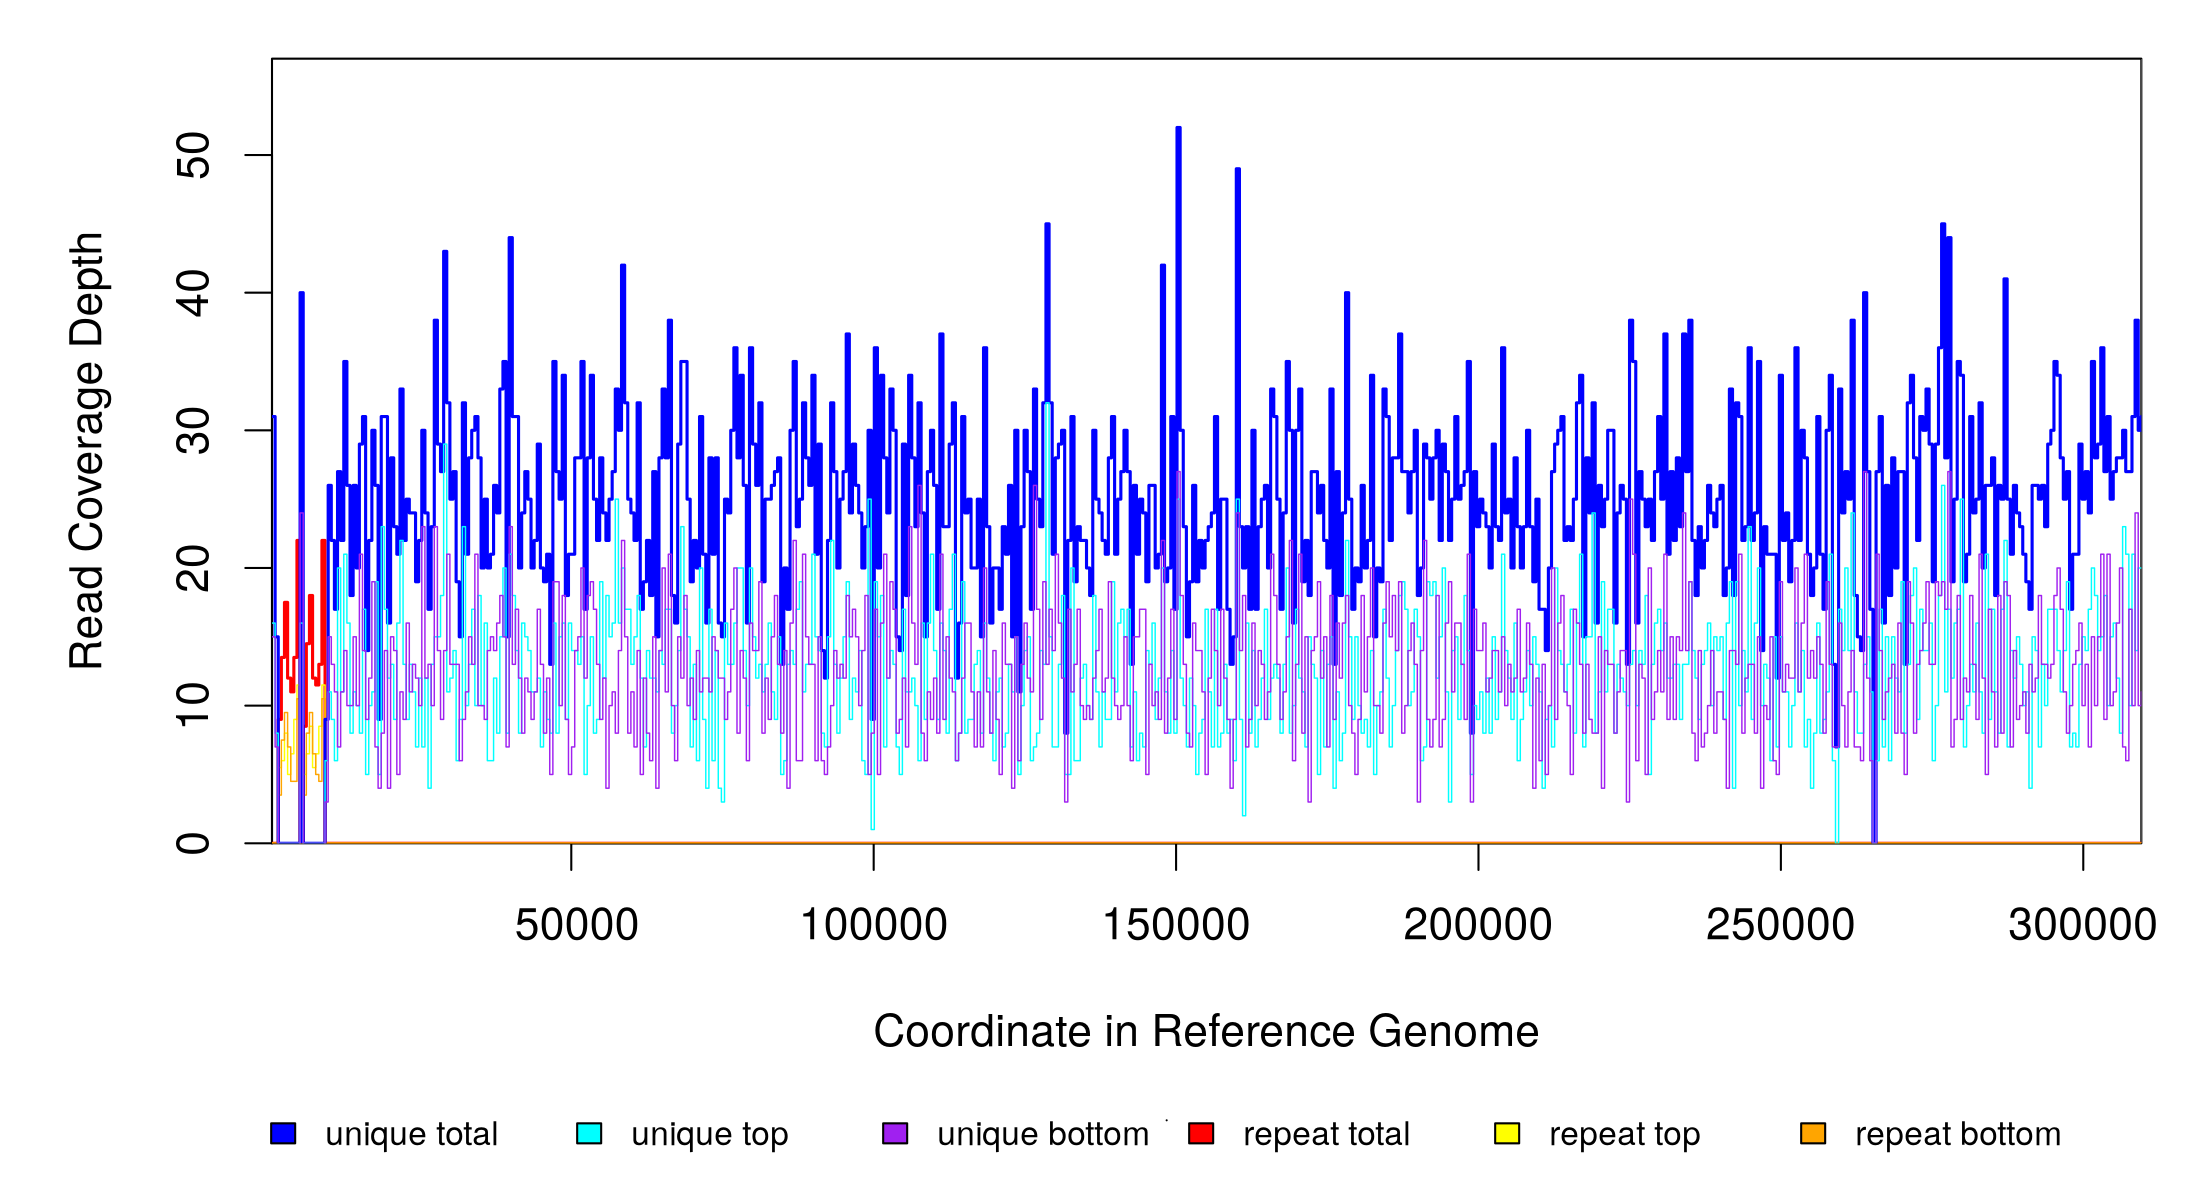 Read Coverage Depth
50
40
30
20
10
0
50000 100000 150000 200000 250000 300000
Coordinate in Reference Genome
unique total unique top unique bottom repeat total repeat top repeat bottom